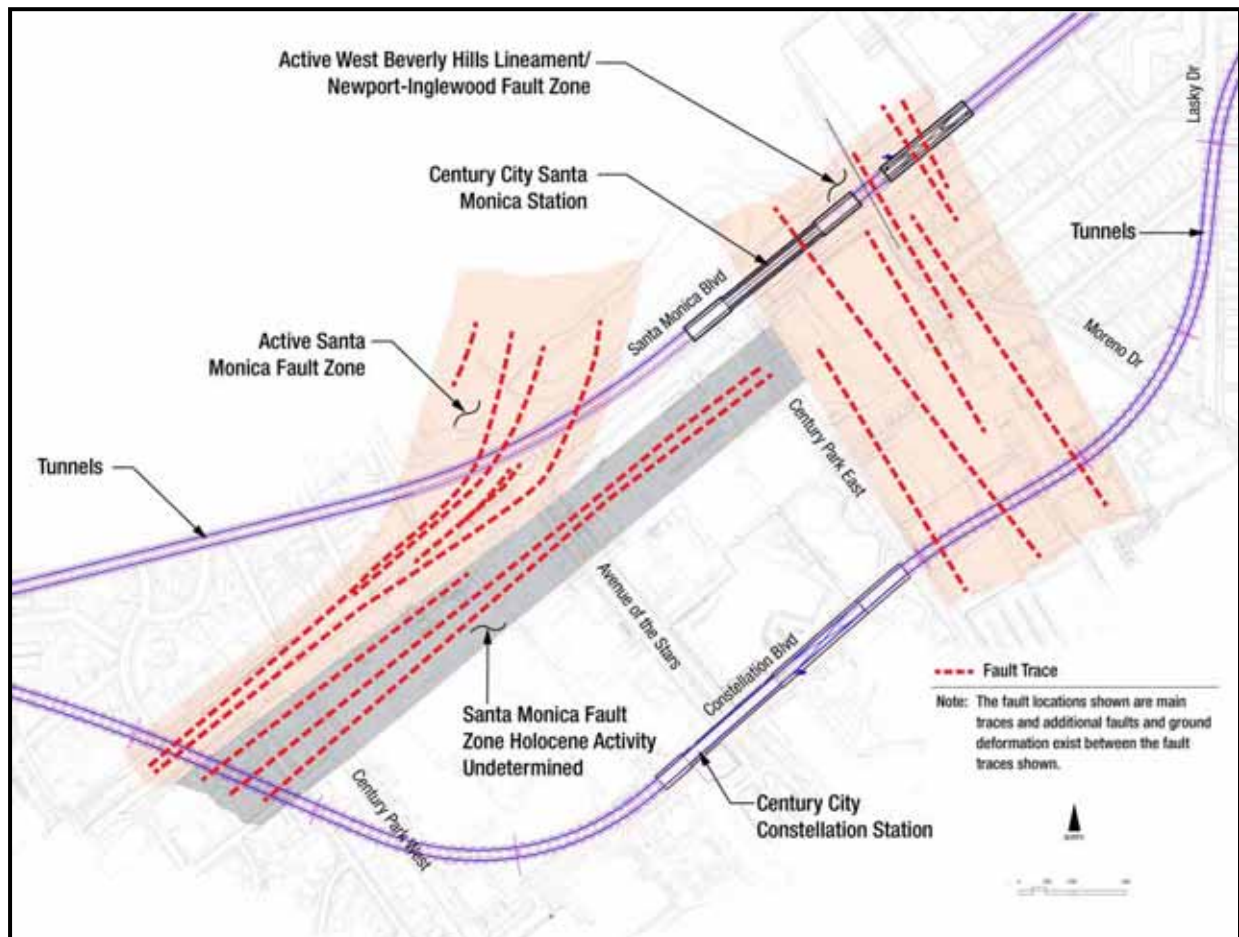 Active West Beverly Hills Lineament/
Newport-Inglewood Fault Zone
Century City Santa
Monica Station
Lasky Dr
Tunnels
Santa Monica Blvd
Active Santa
Monica Fault Zone
Moreno Dr
Century Park East
Tunnels
Avenue of the Stars
Constellation Blvd
Santa Monica Fault
Zone Holocene Activity
Undetermined
Century Park West
Century City
Constellation Station
Fault Trace
Note: The fault locations shown are main
traces and additional faults and ground
deformation exist between the fault
traces shown.